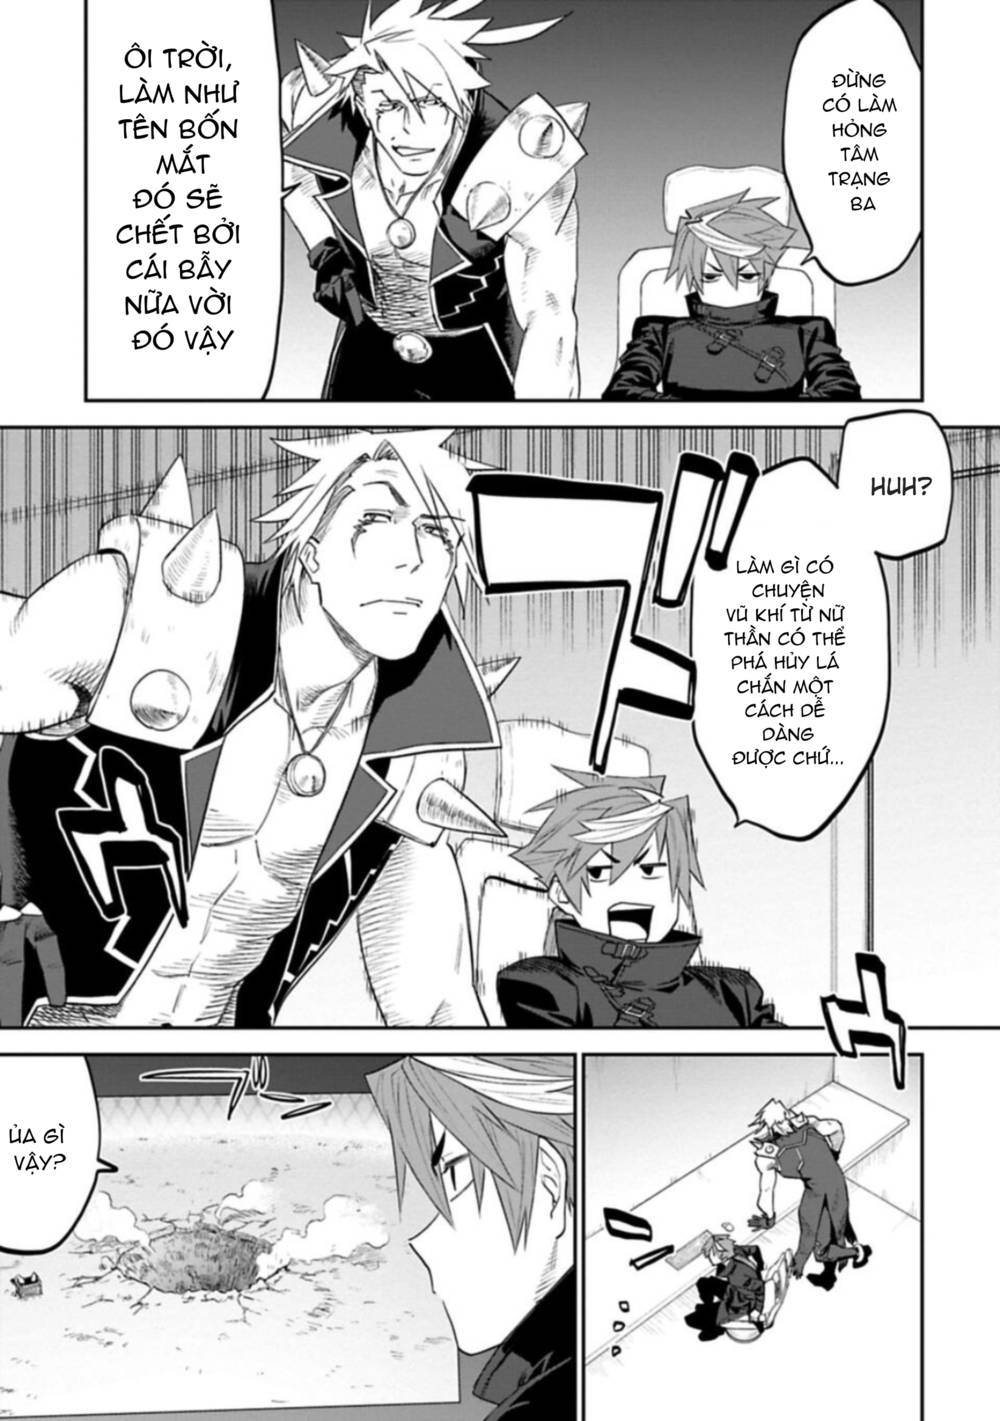 ĐỪNG
CÓ LÀM
HỎNG
TÂM
TRẠNG
BA
ÔI TRỜI,
LÀM NHƯ
TÊN BỐN
MẮT
ĐÓ SẼ
CHẾT BỞI
CÁI BẪY
NỮA VỜI
ĐÓ VẬY
HUH?
LÀM GÌ CÓ
CHUYỆN
VŨ KHÍ TỪ NỮ
THẦN CÓ THỂ
PHÁ HỦY LÁ
CHẮN MỘT
CÁCH DỄ
DÀNG
ĐƯỢC CHỨ...
ỦA GÌ
VẬY?